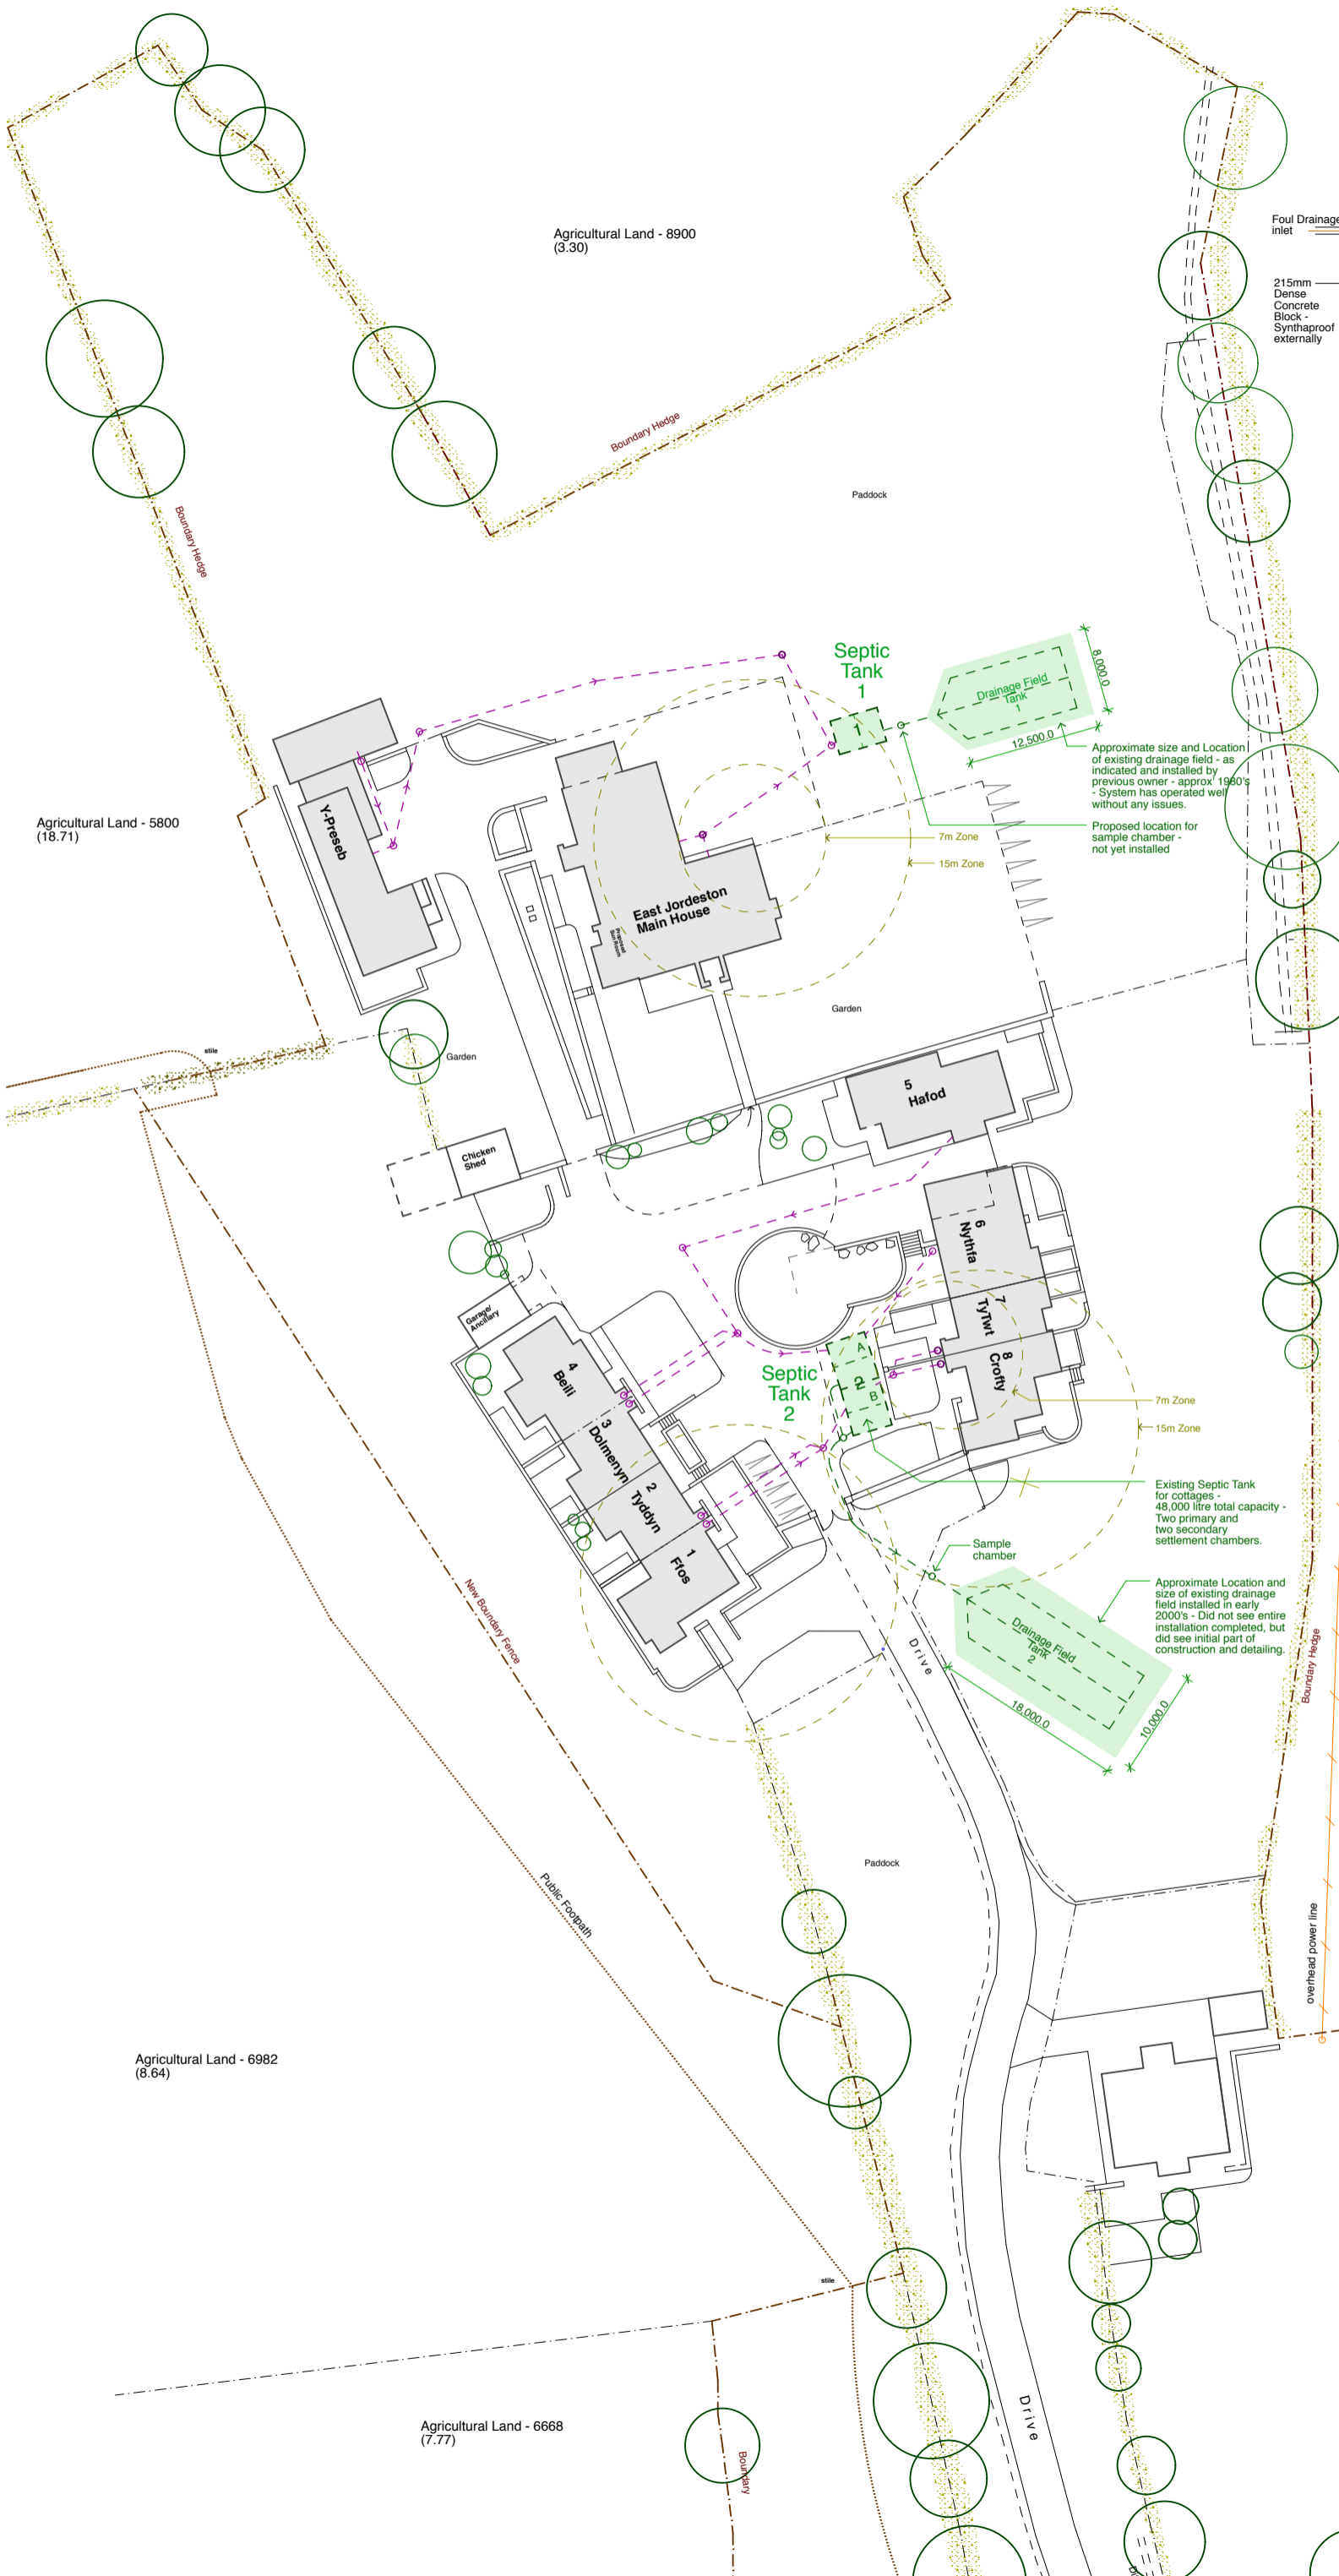 Agricultural Land - 8900
(3.30)
Foul Drainage
inlet
215mm
Dense
Concrete
Block -
Synthaproof
externally
Boundary Hedge
Paddock
Boundary Hedge
Septic
Tank
1
1
Drainage Field
Tank
1
8,000.0
12,500.0
Approximate size and Location
of existing drainage field - as
indicated and installed by
previous owner - approx 1980's
- System has operated well
without any issues.
Proposed location for
sample chamber -
not yet installed
7m Zone
15m Zone
Agricultural Land - 5800
(18.71)
Y-Preseb
East Jordeston
Main House
Proposed
Sun Room
Garden
stile
Garden
5
Hafod
Chicken
Shed
6
Nythfa
7
TyTwt
8
Crofty
Garage/
Ancillary
4
Beili
3
Dolmenyn
2
Tyddyn
1
Ffos
Septic
Tank
2
A
2
B
7m Zone
15m Zone
Existing Septic Tank
for cottages -
48,000 litre total capacity -
Two primary and
two secondary
settlement chambers.
Sample
chamber
Approximate Location and
size of existing drainage
field installed in early
2000's - Did not see entire
installation completed, but
did see initial part of
construction and detailing.
Drainage Field
Tank
2
18,000.0
10,000.0
Drive
New Boundary Fence
Boundary Hedge
Public Footpath
Paddock
overhead power line
Agricultural Land - 6982
(8.64)
stile
Agricultural Land - 6668
(7.77)
Boundary
Drive